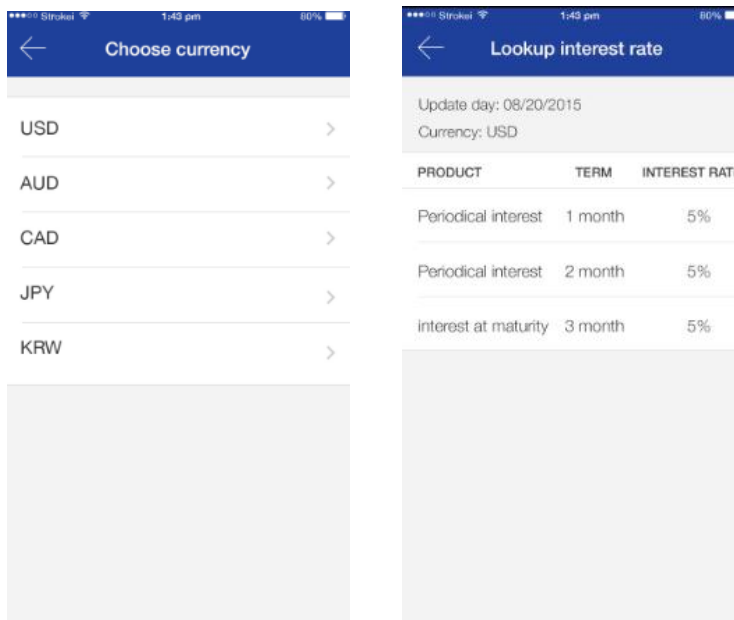 Strokei 1:43 pm 80%
Choose currency
USD
AUD
CAD
JPY
KRW
Strokei 1:43 pm 80%
Lookup interest rate
Update day: 08/20/2015
Currency: USD
PRODUCT TERM INTEREST RAT
Periodical interest 1 month 5%
Periodical interest 2 month 5%
interest at maturity 3 month 5%